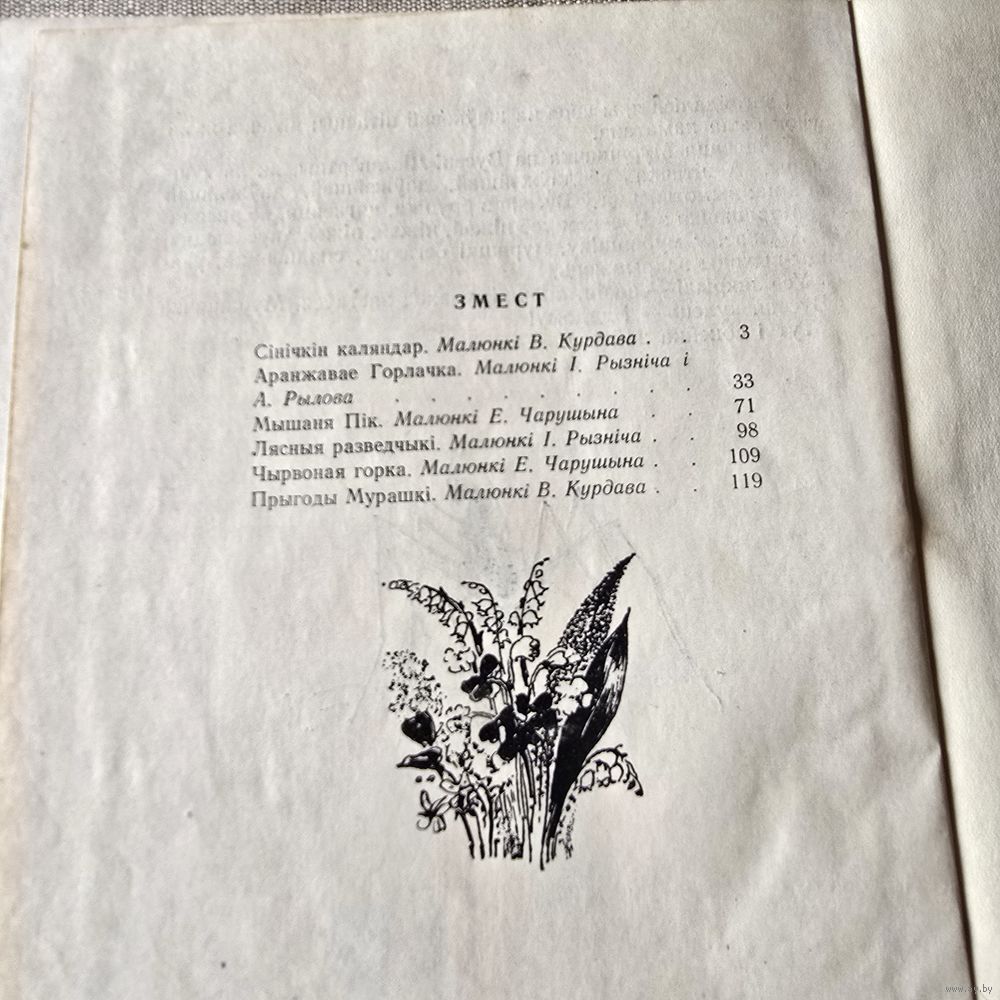 ЗМЕСТ
Сінічкін каляндар. Малюнкі В. Курдава . . 3
Аранжавае Горлачка. Малюнкі І. Рызніча і
А. Рылова . . . . . . . . 33
Мышаня Пік. Малюнкі Е. Чарушына . . 71
Лясныя разведчыкі. Малюнкі І. Рызніча . . 98
Чырвоная горка. Малюнкі Е. Чарушына . . 109
Прыгоды Мурашкі. Малюнкі В. Курдава . . 119